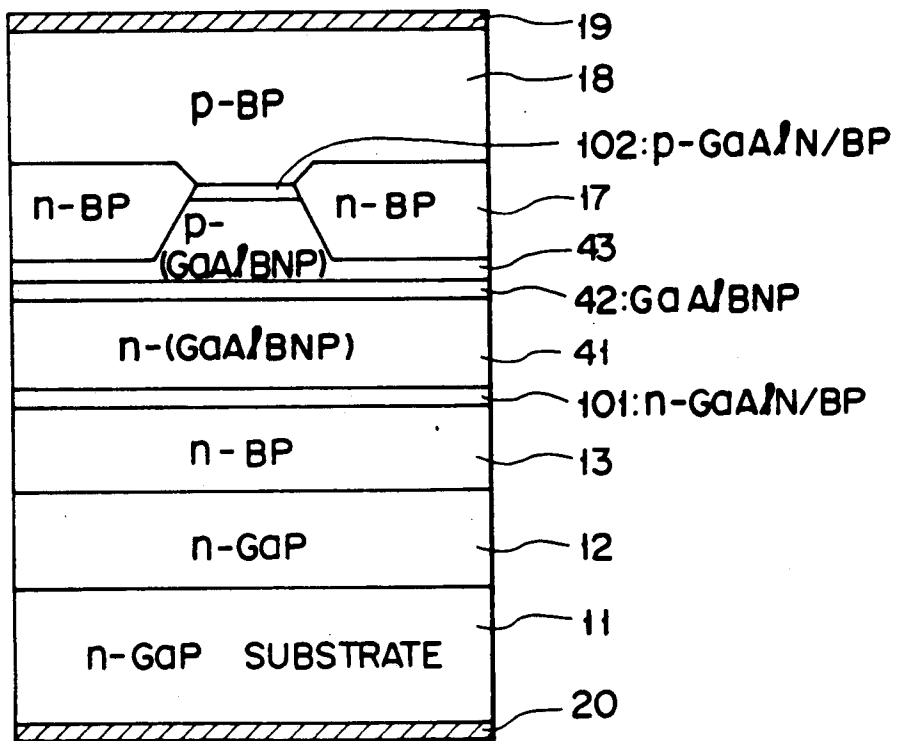 19
18
p-BP
102:p-GaAlN/BP
n-BP
n-BP
17
p-
(GaAlBNP)
43
42:GaAlBNP
n-(GaAlBNP)
41
101:n-GaAlN/BP
n-BP
13
n-GaP
12
11
n-GaP SUBSTRATE
20